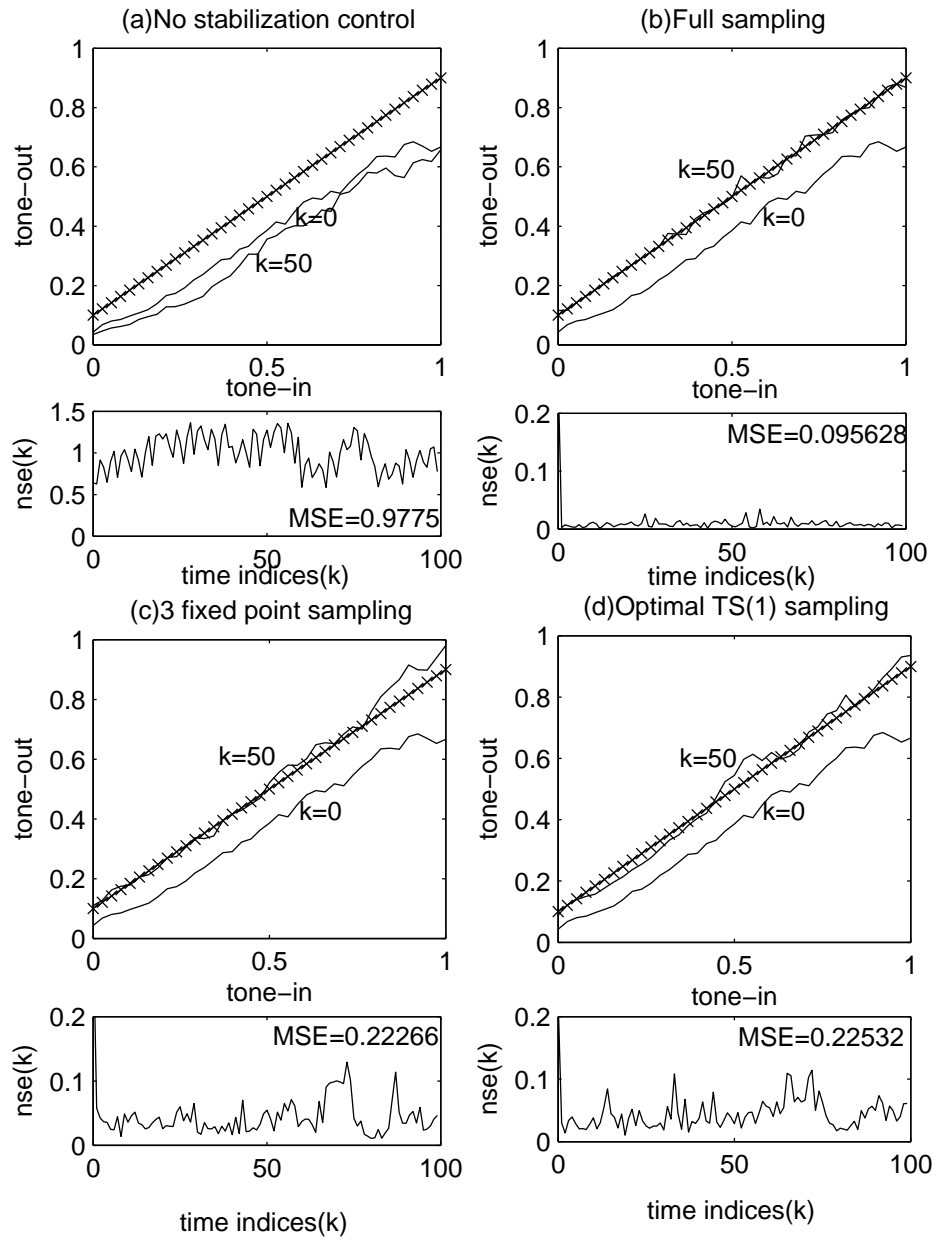 (a)No stabilization control
1
0.8
0.6
0.4
0.2
0
tone−out
k=0
k=50
0
0.5
1
tone−in
1.5
1
0.5
0
nse(k)
MSE=0.9775
0
50
100
time indices(k)
(b)Full sampling
1
0.8
0.6
0.4
0.2
0
tone−out
k=50
k=0
0
0.5
1
tone−in
0.2
0.1
0
nse(k)
MSE=0.095628
0
50
100
time indices(k)
(c)3 fixed point sampling
1
0.8
0.6
0.4
0.2
0
tone−out
k=50
k=0
0
0.5
1
tone−in
0.2
0.1
0
nse(k)
MSE=0.22266
0
50
100
time indices(k)
(d)Optimal TS(1) sampling
1
0.8
0.6
0.4
0.2
0
tone−out
k=50
k=0
0
0.5
1
tone−in
0.2
0.1
0
nse(k)
MSE=0.22532
0
50
100
time indices(k)